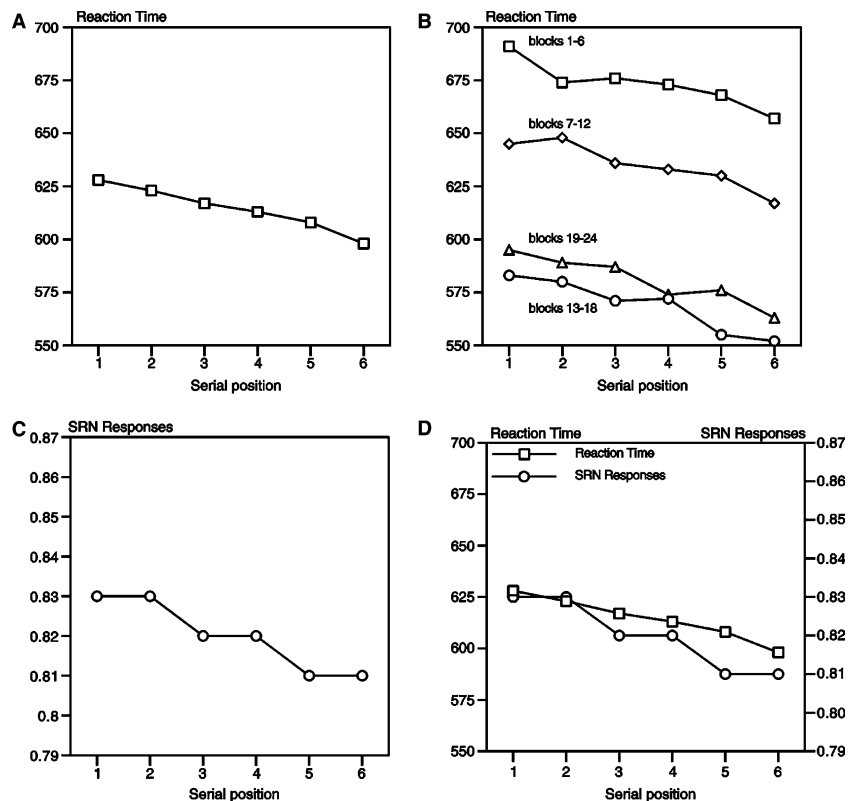 A
Reaction Time
700
675
650
625
600
575
550
1 2 3 4 5 6
Serial position
B
Reaction Time
700
675
650
625
600
575
550
blocks 1-6
blocks 7-12
blocks 19-24
blocks 13-18
1 2 3 4 5 6
Serial position
C
SRN Responses
0.87
0.86
0.85
0.84
0.83
0.82
0.81
0.8
0.79
1 2 3 4 5 6
Serial position
D
Reaction Time SRN Responses
700
675
650
625
600
575
550
Reaction Time
SRN Responses
0.87
0.86
0.85
0.84
0.83
0.82
0.81
0.80
0.79
1 2 3 4 5 6
Serial position